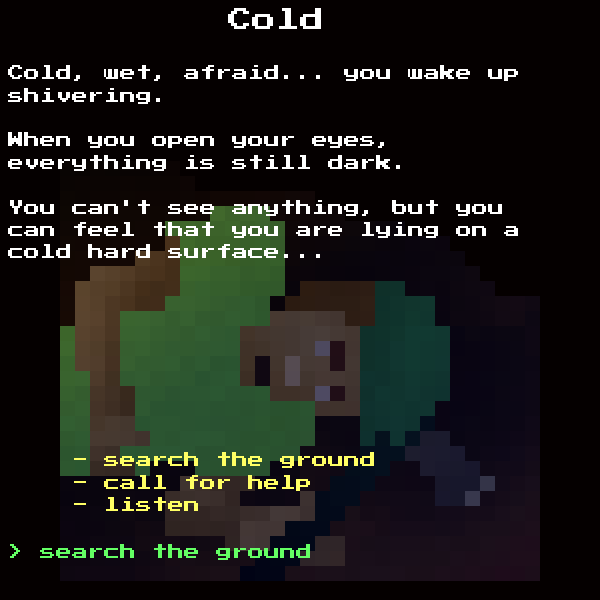 Cold
Cold, wet, afraid... you wake up
shivering.
When you open your eyes,
everything is still dark.
You can't see anything, but you
can feel that you are lying on a
cold hard surface...
- search the ground
- call for help
- listen
> search the ground